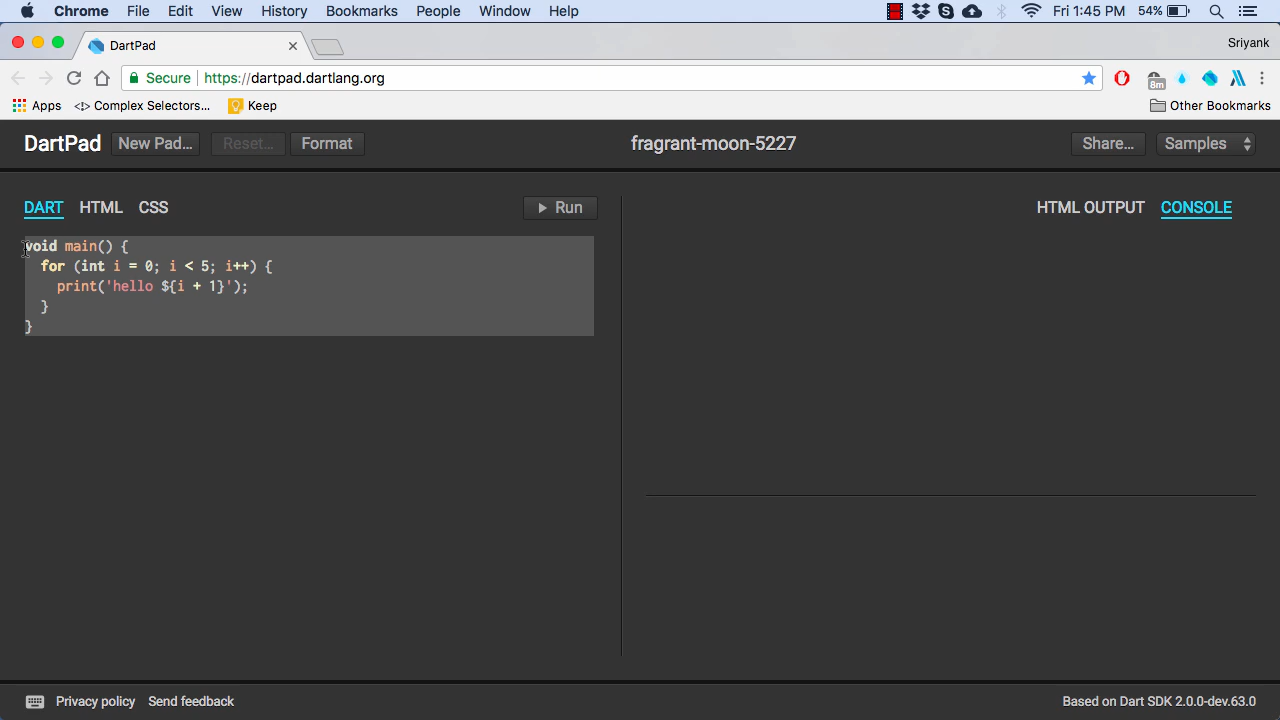 Chrome File Edit View History Bookmarks People Window Help Fri 1:45 PM 54%
DartPad Sriyank
Secure https://dartpad.dartlang.org 8m
Apps <> Complex Selectors... Keep Other Bookmarks
DartPad New Pad... Reset... Format fragrant-moon-5227 Share... Samples
DART HTML CSS Run HTML OUTPUT CONSOLE
void main() {
for (int i = 0; i < 5; i++) {
print('hello ${i + 1}');
}
}
Privacy policy Send feedback Based on Dart SDK 2.0.0-dev.63.0